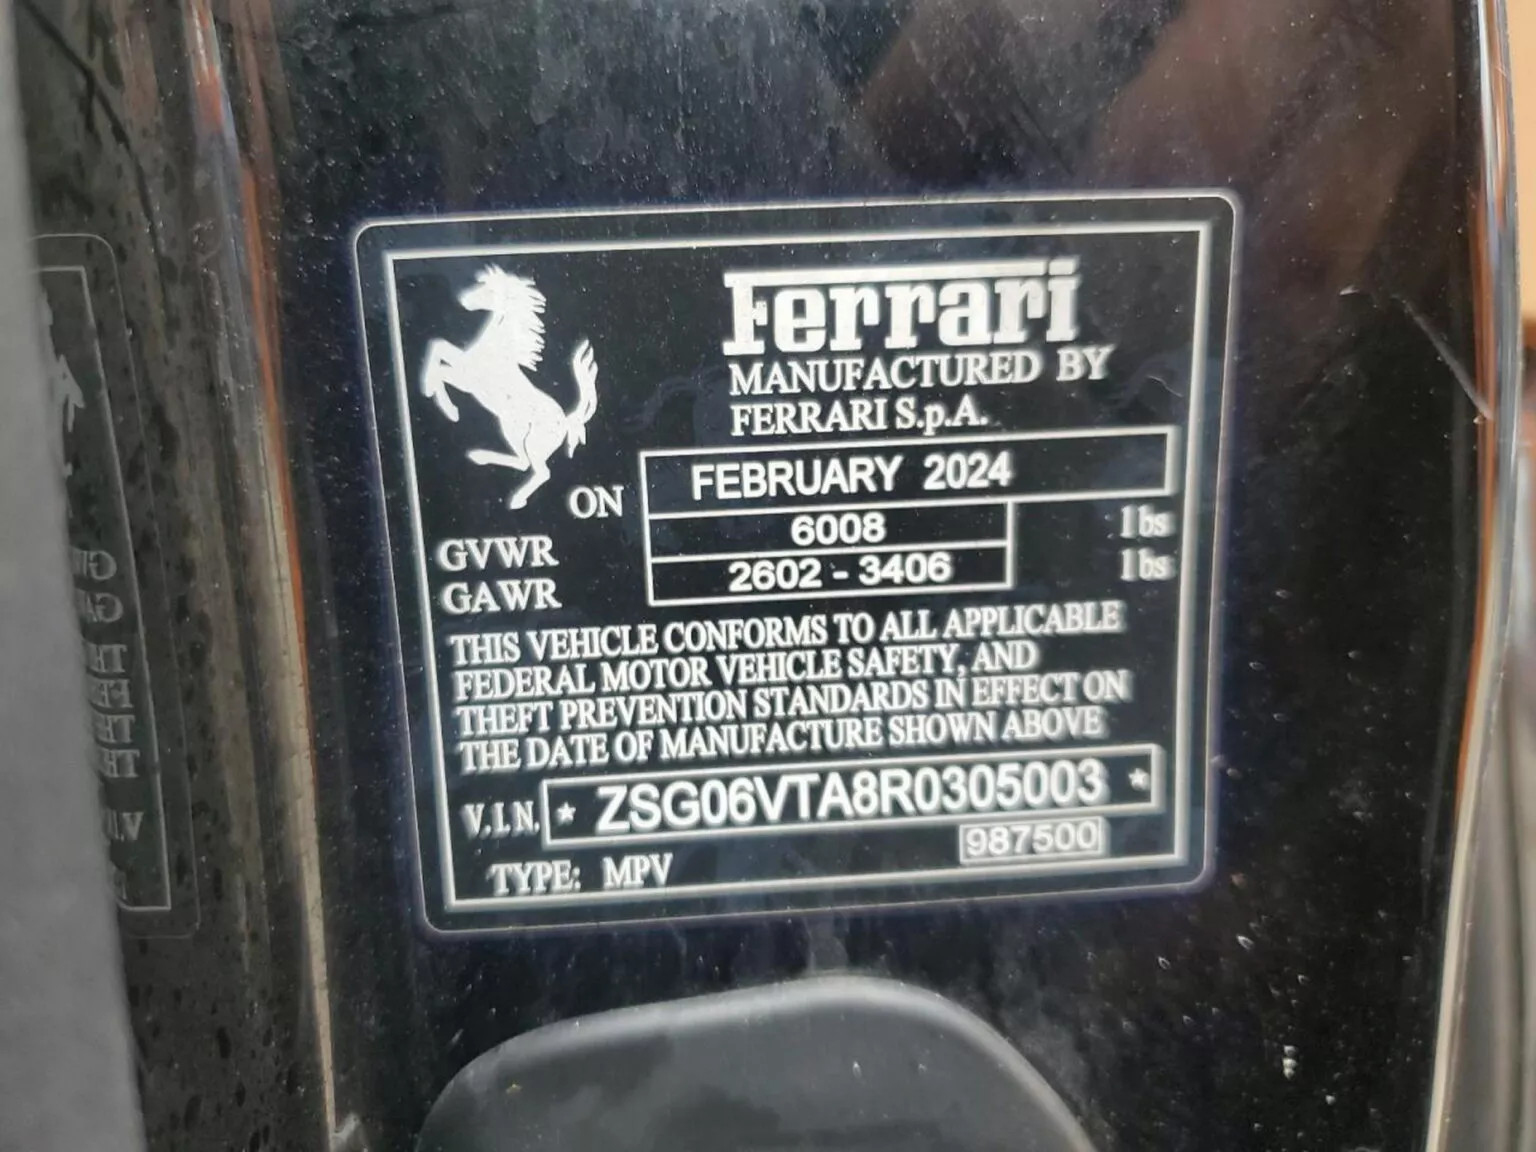 Ferrari
MANUFACTURED BY
FERRARI S.p.A.
ON FEBRUARY 2024
GVWR 6008 lbs
GAWR 2602 - 3406 lbs
THIS VEHICLE CONFORMS TO ALL APPLICABLE
FEDERAL MOTOR VEHICLE SAFETY, AND
THEFT PREVENTION STANDARDS IN EFFECT ON
THE DATE OF MANUFACTURE SHOWN ABOVE
V.I.N. * ZSG06VTA8R0305003 *
TYPE: MPV 987500